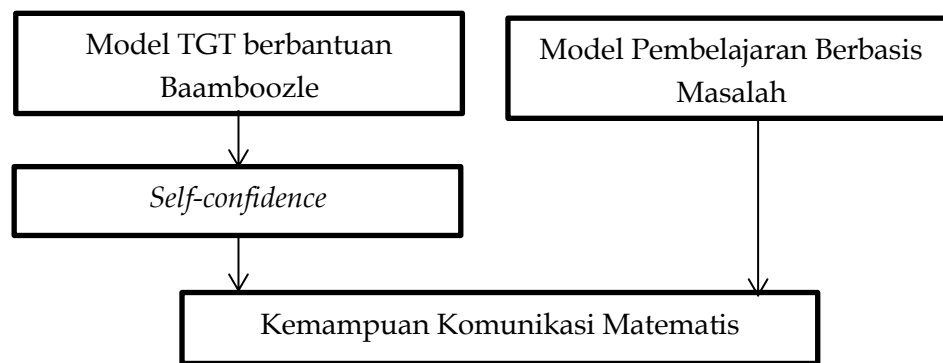 Model TGT berbantuan
Baamboozle
Model Pembelajaran Berbasis
Masalah
Self-confidence
Kemampuan Komunikasi Matematis